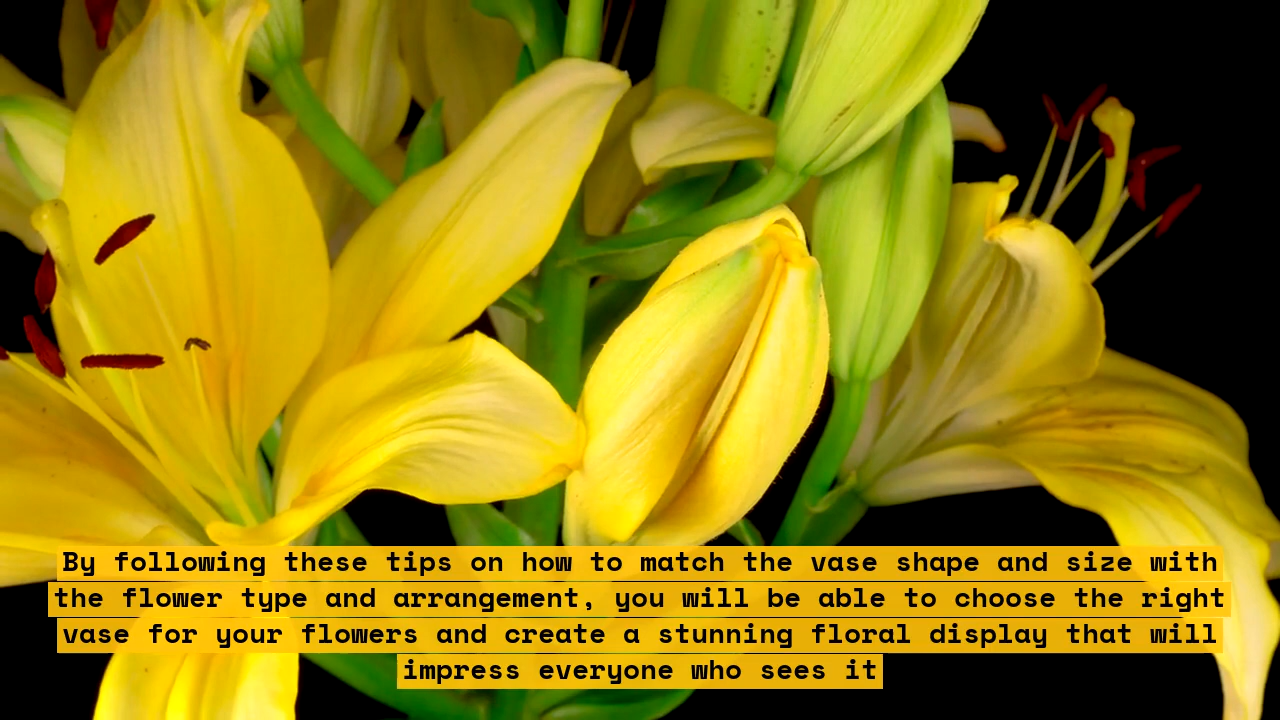 By following these tips on how to match the vase shape and size with
the flower type and arrangement, you will be able to choose the right
vase for your flowers and create a stunning floral display that will
impress everyone who sees it